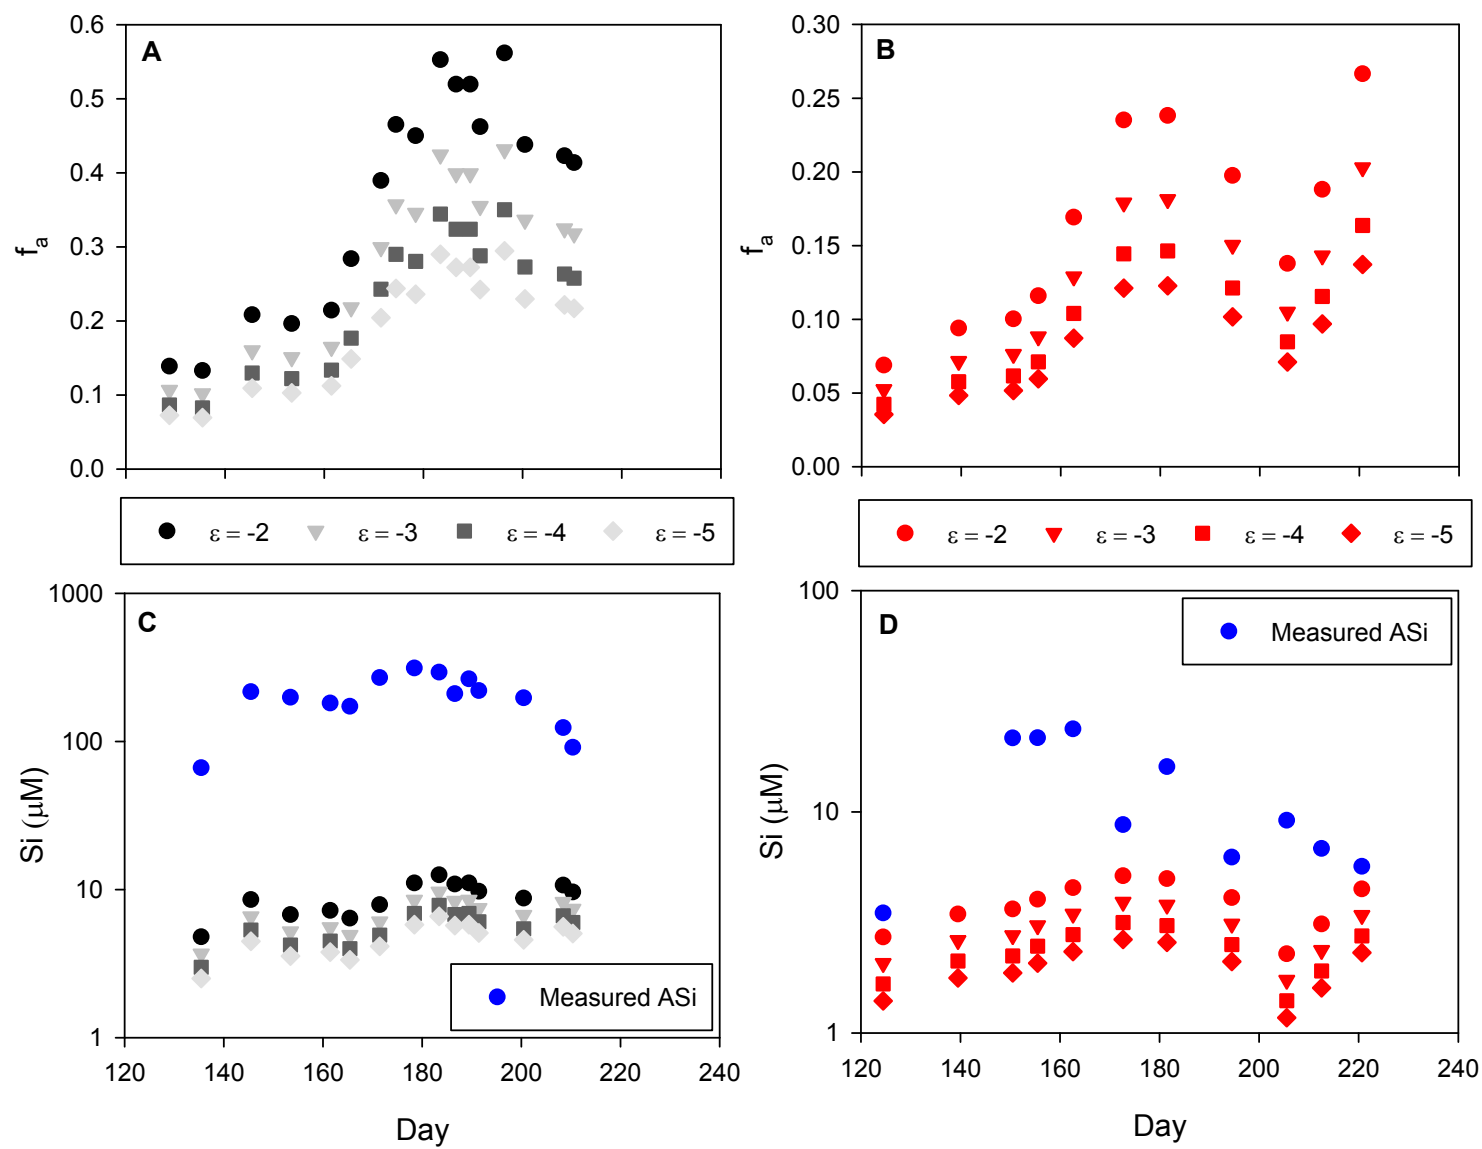 A
0.6
0.5
0.4
0.3
0.2
0.1
0.0
fa
B
0.30
0.25
0.20
0.15
0.10
0.05
0.00
fa
ε = -2 ε = -3 ε = -4 ε = -5
ε = -2 ε = -3 ε = -4 ε = -5
C
1000
100
10
1
Si (μM)
Measured ASi
120 140 160 180 200 220 240
Day
D
Measured ASi
100
10
1
Si (μM)
120 140 160 180 200 220 240
Day